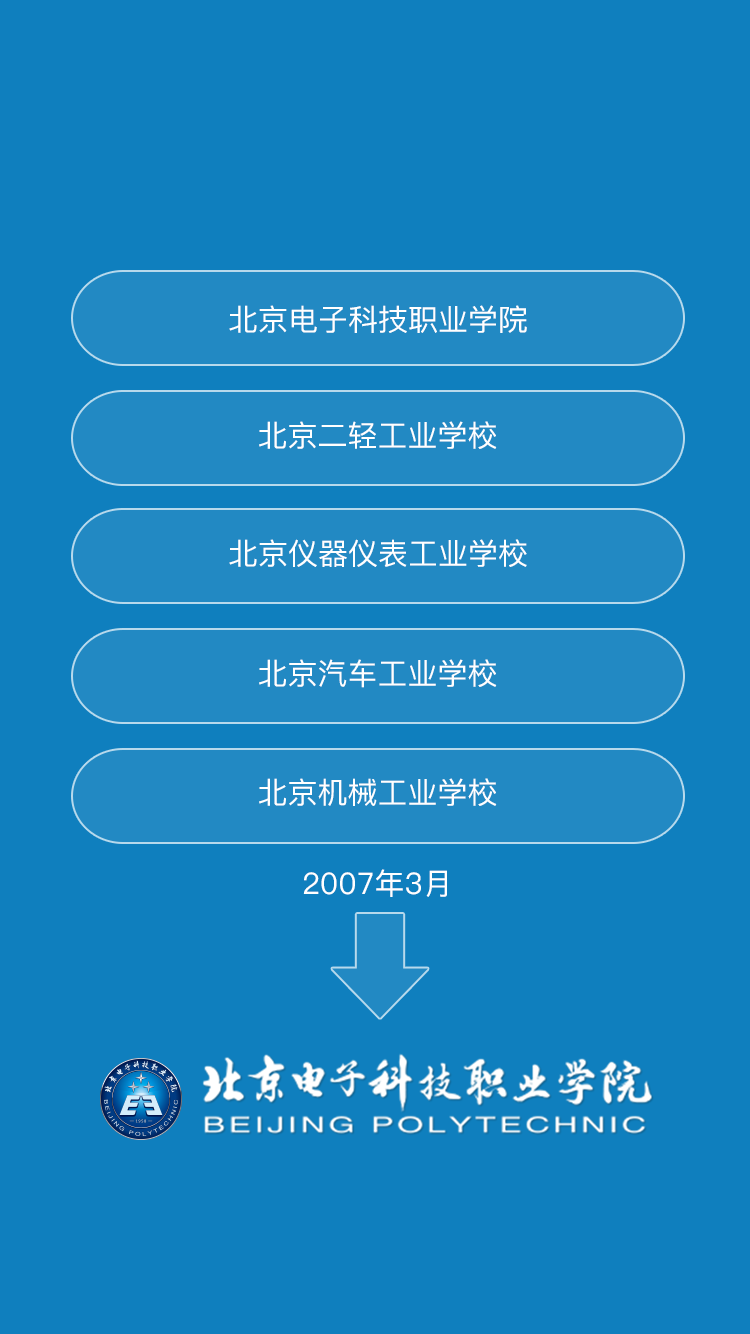 北京电子科技职业学院
北京二轻工业学校
北京仪器仪表工业学校
北京汽车工业学校
北京机械工业学校
2007年3月
北京电子科技职业学院
BEIJING POLYTECHNIC
北京电子科技职业学院
1958
BEIJING POLYTECHNIC